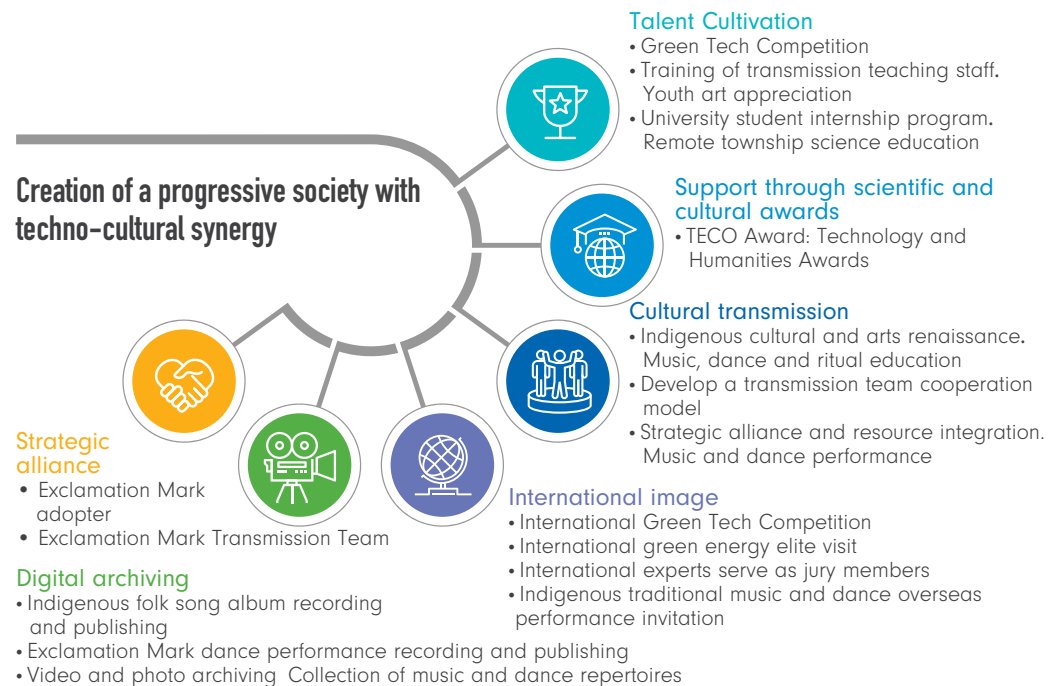 Creation of a progressive society with
techno-cultural synergy
Talent Cultivation
• Green Tech Competition
• Training of transmission teaching staff.
Youth art appreciation
• University student internship program.
Remote township science education
Support through scientific and
cultural awards
• TECO Award: Technology and
Humanities Awards
Cultural transmission
• Indigenous cultural and arts renaissance.
Music, dance and ritual education
• Develop a transmission team cooperation
model
• Strategic alliance and resource integration.
Music and dance performance
International image
• International Green Tech Competition
• International green energy elite visit
• International experts serve as jury members
• Indigenous traditional music and dance overseas
performance invitation
Strategic
alliance
• Exclamation Mark
adopter
• Exclamation Mark Transmission Team
Digital archiving
• Indigenous folk song album recording
and publishing
• Exclamation Mark dance performance recording and publishing
• Video and photo archiving Collection of music and dance repertoires